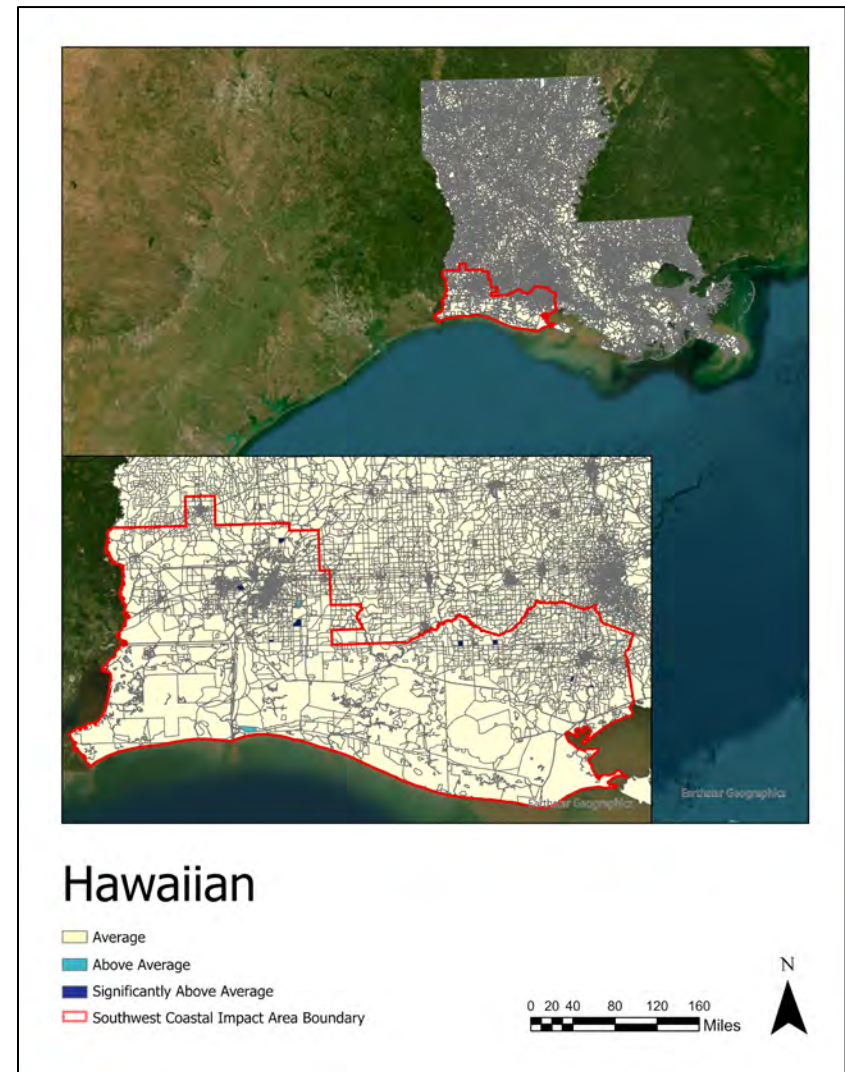 Earthstar Geographics
Earthstar Geographics
Hawaiian
Average
Above Average
Significantly Above Average
Southwest Coastal Impact Area Boundary
N
0 20 40 80 120 160
Miles